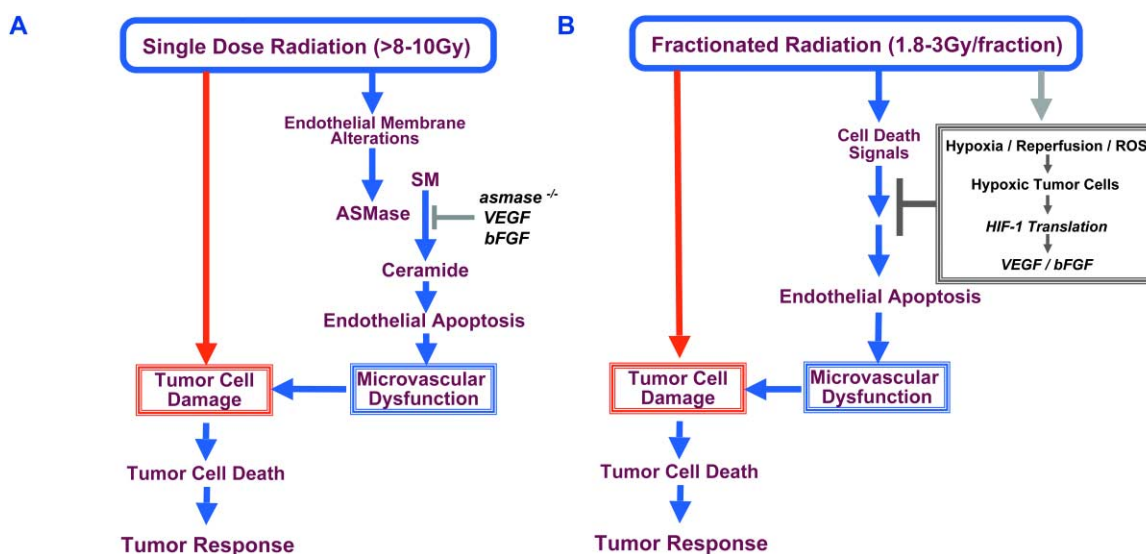 A
Single Dose Radiation (>8-10Gy)
Endothelial Membrane
Alterations
SM
ASMase
asmase -/-
VEGF
bFGF
Ceramide
Endothelial Apoptosis
Tumor Cell
Damage
Microvascular
Dysfunction
Tumor Cell Death
Tumor Response
B
Fractionated Radiation (1.8-3Gy/fraction)
Cell Death
Signals
Hypoxia / Reperfusion / ROS
Hypoxic Tumor Cells
HIF-1 Translation
VEGF / bFGF
Endothelial Apoptosis
Tumor Cell
Damage
Microvascular
Dysfunction
Tumor Cell Death
Tumor Response